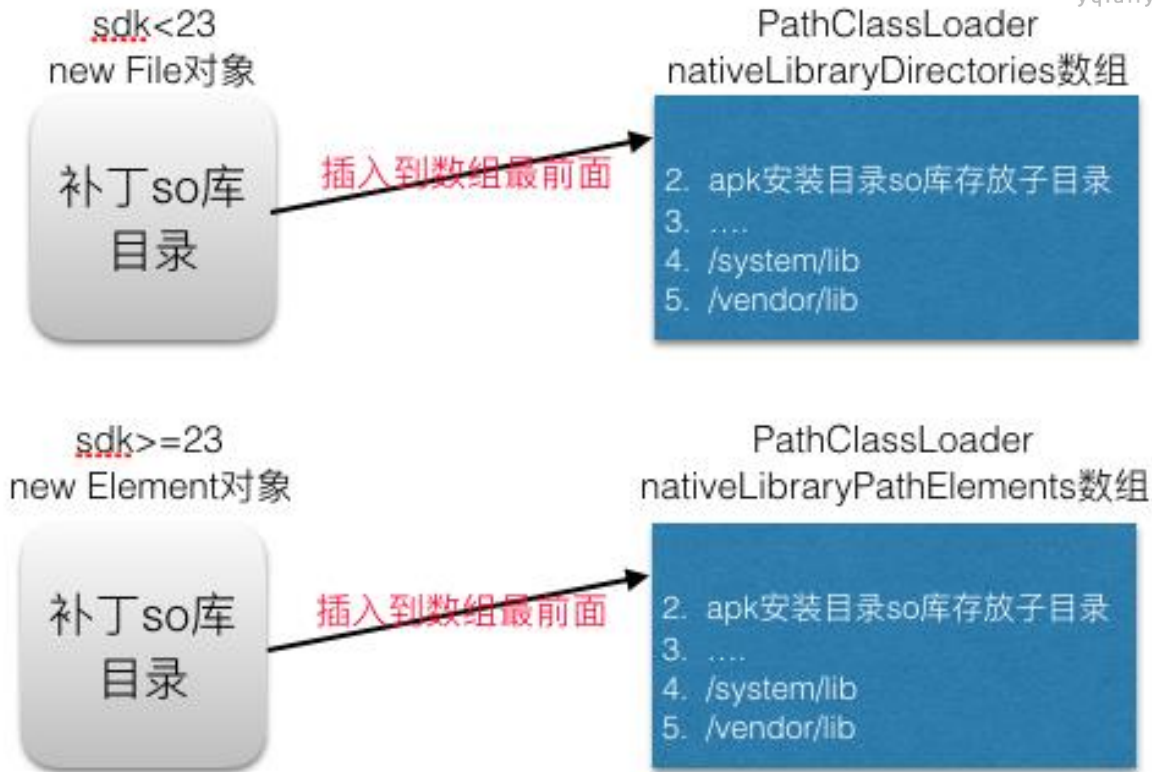 sdk<23
new File对象
补丁so库
目录
插入到数组最前面
PathClassLoader
nativeLibraryDirectories数组
2. apk安装目录so库存放子目录
3. ....
4. /system/lib
5. /vendor/lib
sdk>=23
new Element对象
补丁so库
目录
插入到数组最前面
PathClassLoader
nativeLibraryPathElements数组
2. apk安装目录so库存放子目录
3. ....
4. /system/lib
5. /vendor/lib